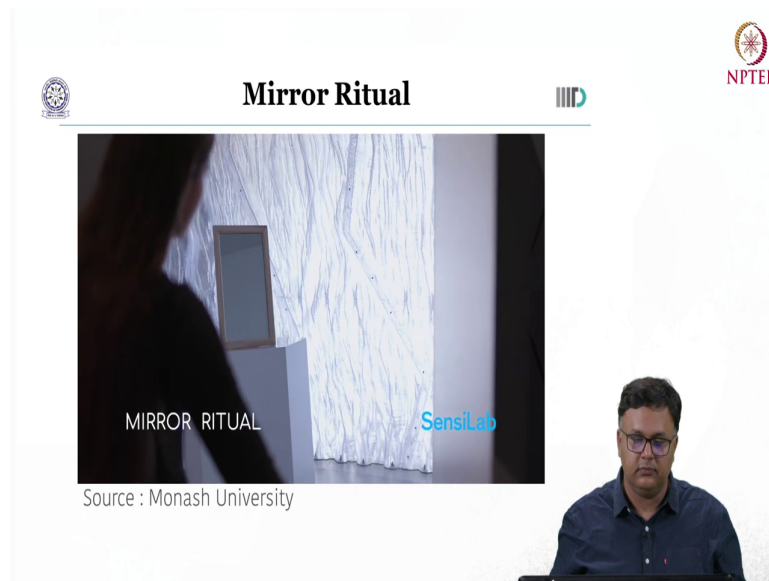 Mirror Ritual
NPTEL
MIRROR RITUAL
SensiLab
Source : Monash University